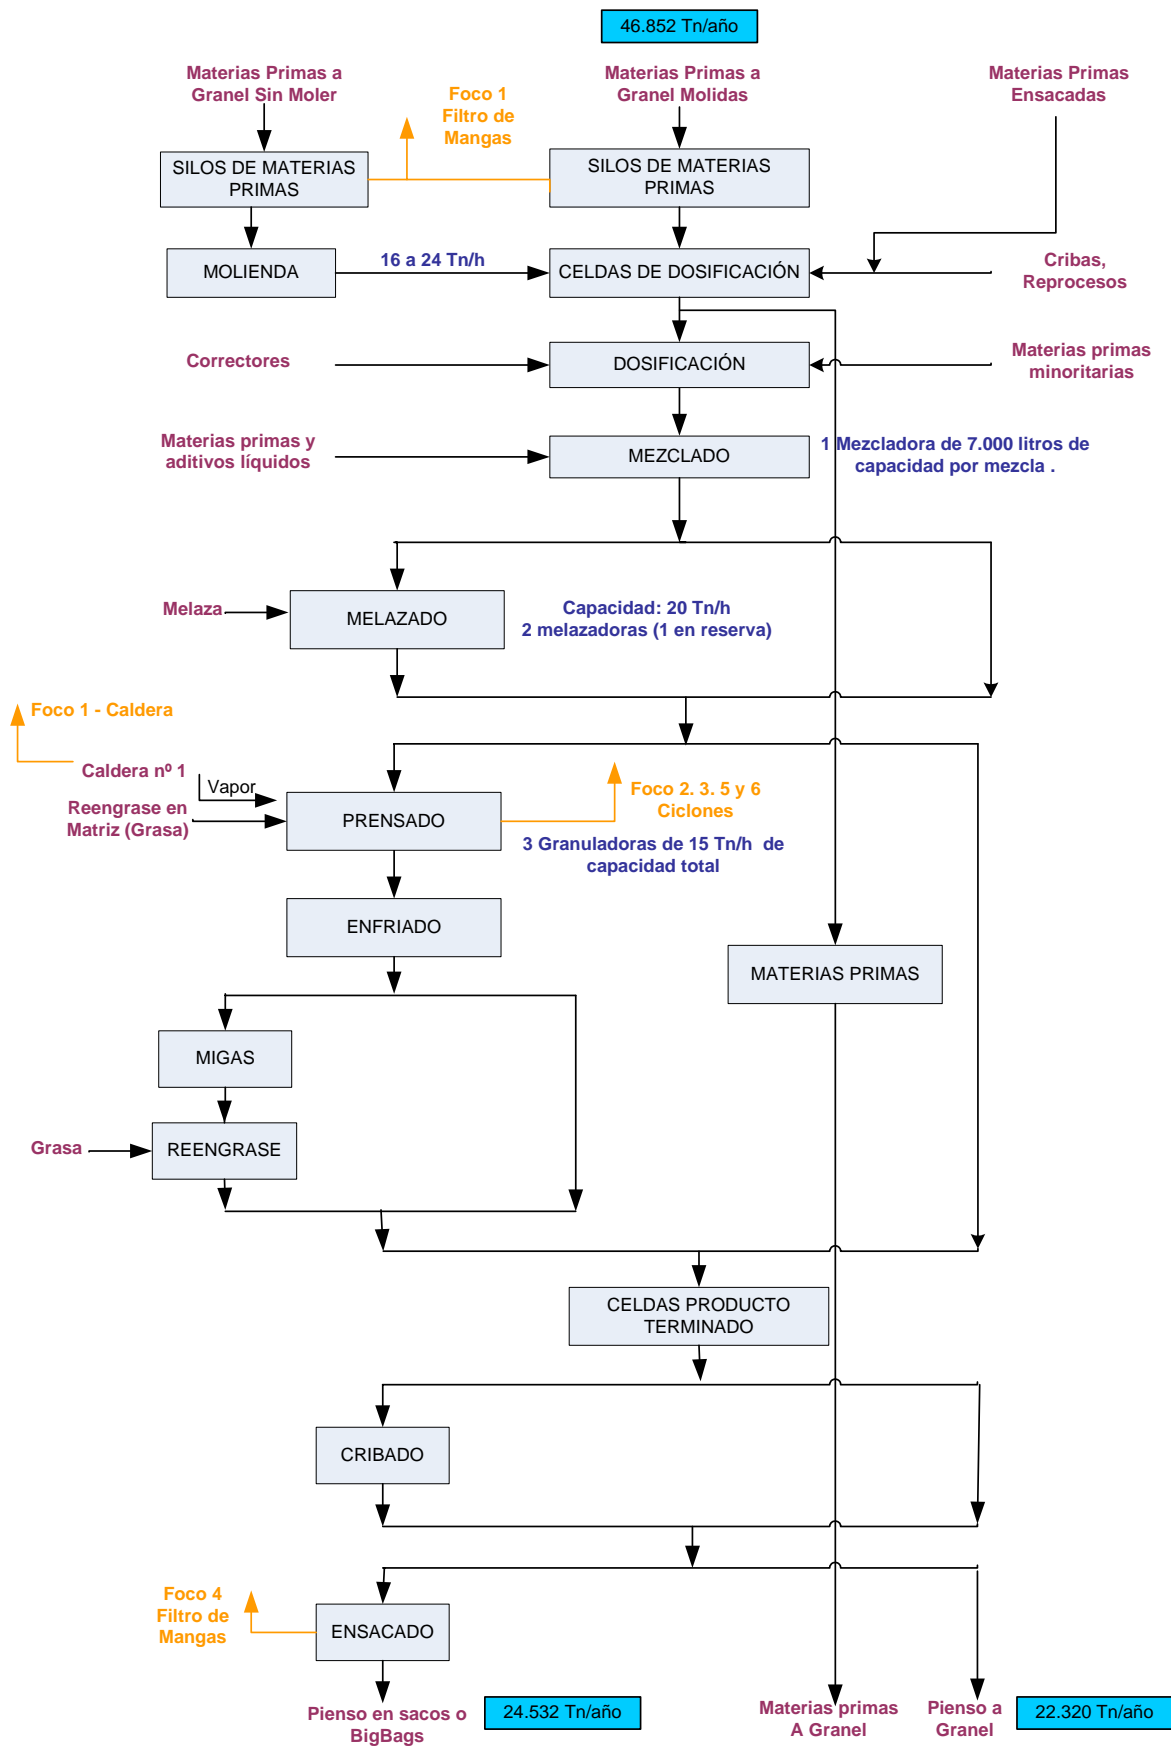 46.852 Tn/año
Materias Primas a
Granel Sin Moler
Foco 1
Filtro de
Mangas
Materias Primas a
Granel Molidas
Materias Primas
Ensacadas
SILOS DE MATERIAS
PRIMAS
SILOS DE MATERIAS
PRIMAS
MOLIENDA
16 a 24 Tn/h
CELDAS DE DOSIFICACIÓN
Cribas,
Reprocesos
Correctores
DOSIFICACIÓN
Materias primas
minoritarias
Materias primas y
aditivos líquidos
MEZCLADO
1 Mezcladora de 7.000 litros de
capacidad por mezcla .
Melaza
MELAZADO
Capacidad: 20 Tn/h
2 melazadoras (1 en reserva)
Foco 1 - Caldera
Caldera nº 1
Vapor
Reengrase en
Matriz (Grasa)
PRENSADO
Foco 2. 3. 5 y 6
Ciclones
3 Granuladoras de 15 Tn/h de
capacidad total
ENFRIADO
MATERIAS PRIMAS
MIGAS
Grasa
REENGRASE
CELDAS PRODUCTO
TERMINADO
CRIBADO
Foco 4
Filtro de
Mangas
ENSACADO
Pienso en sacos o
BigBags
24.532 Tn/año
Materias primas
A Granel
Pienso a
Granel
22.320 Tn/año